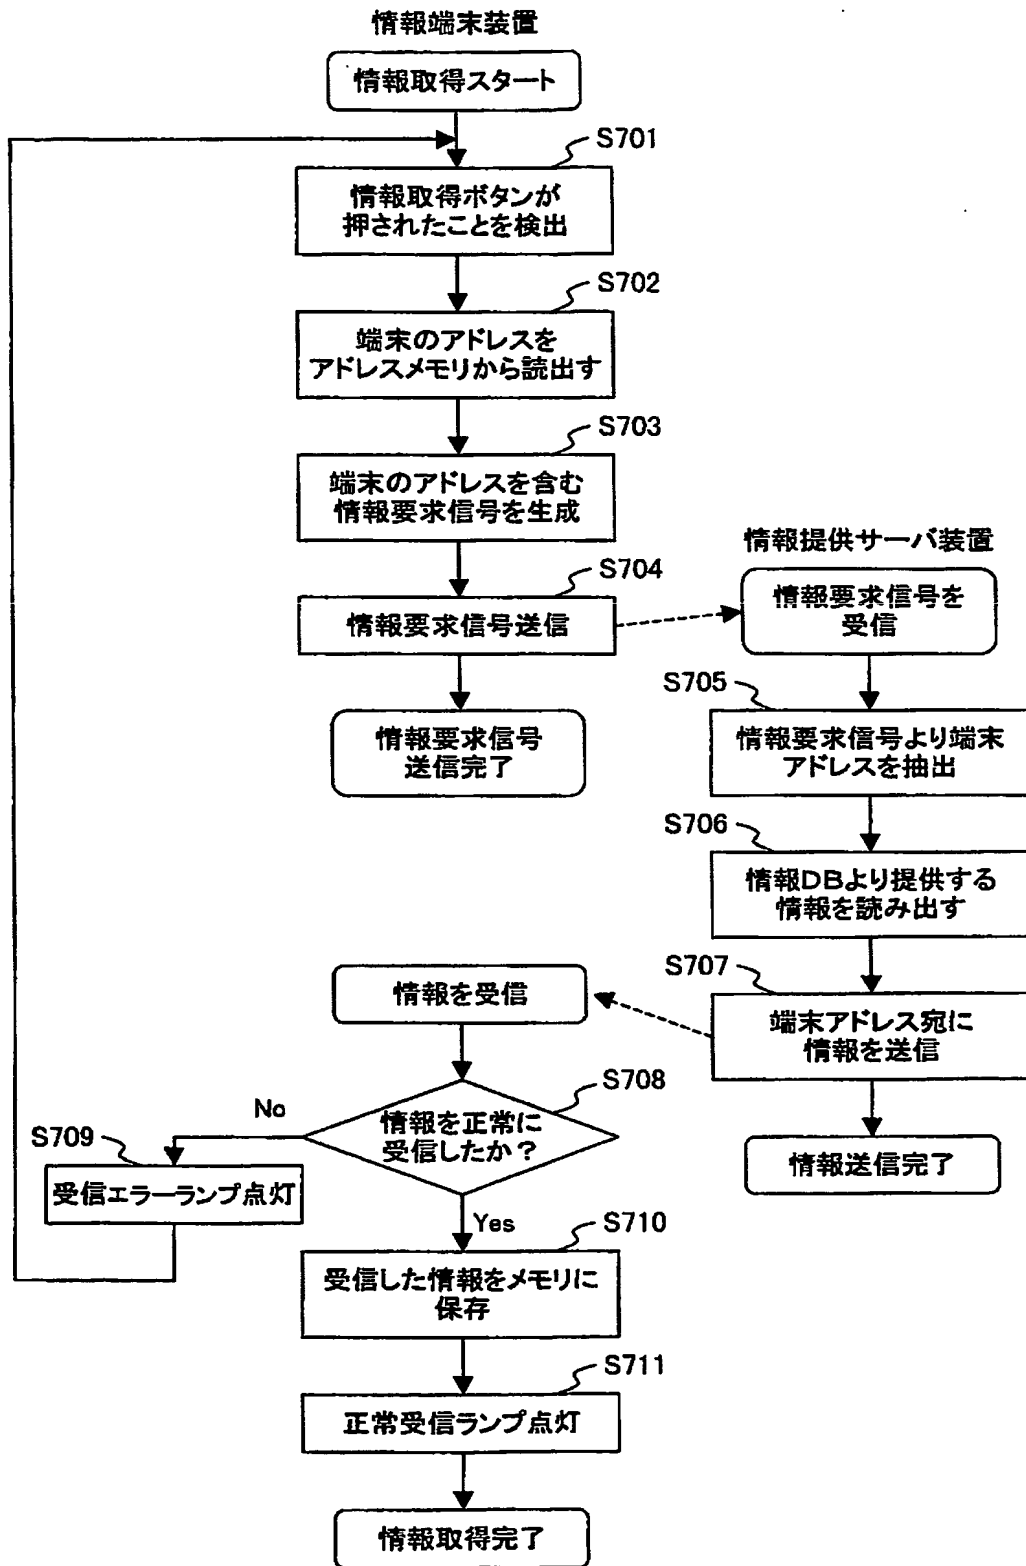 情報端末装置
情報取得スタート
S701
情報取得ボタンが
押されたことを検出
S702
端末のアドレスを
アドレスメモリから読出す
S703
端末のアドレスを含む
情報要求信号を生成
S704
情報要求信号送信
情報要求信号
送信完了
情報提供サーバ装置
情報要求信号を
受信
S705
情報要求信号より端末
アドレスを抽出
S706
情報DBより提供する
情報を読み出す
S707
端末アドレス宛に
情報を送信
情報送信完了
情報を受信
S708
情報を正常に
受信したか？
No
S709
受信エラーランプ点灯
Yes
S710
受信した情報をメモリに
保存
S711
正常受信ランプ点灯
情報取得完了